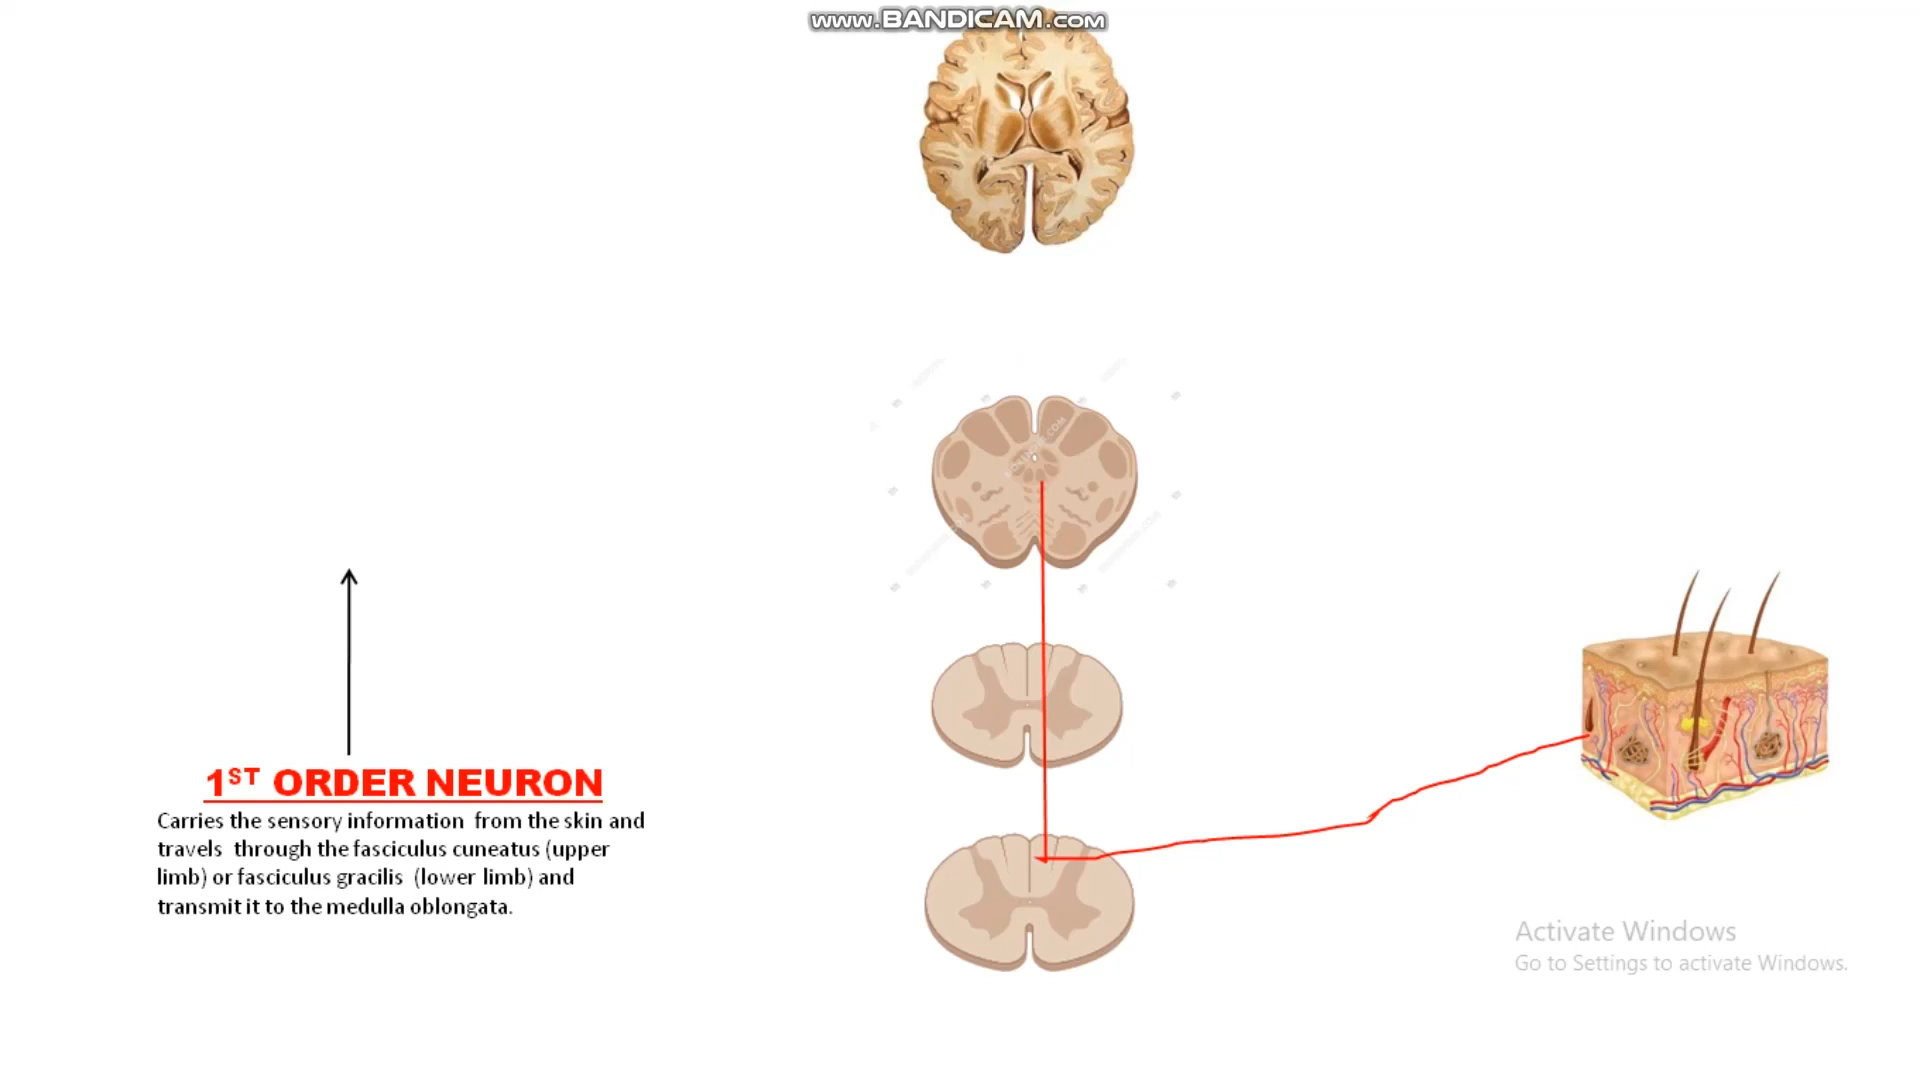 www.BANDICAM.com
1ST ORDER NEURON
Carries the sensory information from the skin and
travels through the fasciculus cuneatus (upper
limb) or fasciculus gracilis (lower limb) and
transmit it to the medulla oblongata.
Activate Windows
Go to Settings to activate Windows.